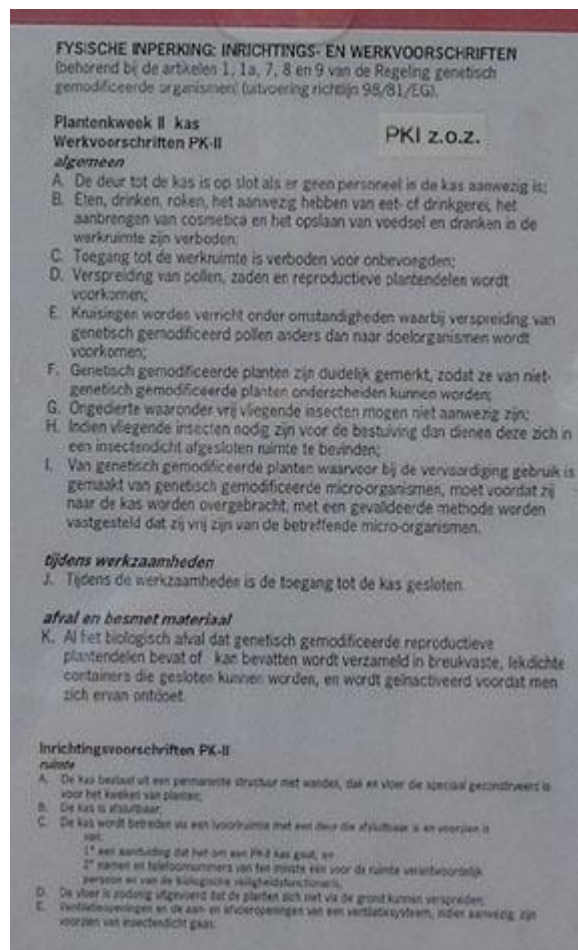 FYSISCHE INPERKING: INRICHTINGS- EN WERKVOORSCHRIFTEN
(behorend bij de artikelen 1, 1a, 7, 8 en 9 van de Regeling genetisch
gemodificeerde organismen) (uitvoering richtlijn 98/81/EG).
Plantenkweek II kas
Werkvoorschriften PK-II
PKI z.o.z.
algemeen
A. De deur tot de kas is op slot als er geen personeel in de kas aanwezig is;
B. Eten, drinken, roken, het aanwezig hebben van eet- of drinkgerei, het
aanbrengen van cosmetica en het opslaan van voedsel en dranken in de
werkruimte zijn verboden;
C. Toegang tot de werkruimte is verboden voor onbevoegden;
D. Verspreiding van pollen, zaden en reproductieve plantendelen wordt
voorkomen;
E. Kruisingen worden verricht onder omstandigheden waarbij verspreiding van
genetisch gemodificeerd pollen anders dan naar doelorganismen wordt
voorkomen;
F. Genetisch gemodificeerde planten zijn duidelijk gemerkt, zodat ze van niet-
genetisch gemodificeerde planten onderscheiden kunnen worden;
G. Ongedierte waaronder vrij vliegende insecten mogen niet aanwezig zijn;
H. Indien vliegende insecten nodig zijn voor de bestuiving dan dienen deze zich in
een insectendicht afgesloten ruimte te bevinden;
I. Van genetisch gemodificeerde planten waarvoor bij de vervaardiging gebruik is
gemaakt van genetisch gemodificeerde micro-organismen, moet voordat zij
naar de kas worden overgebracht, met een gevalideerde methode worden
vastgesteld dat zij vrij zijn van de betreffende micro-organismen.
tijdens werkzaamheden
J. Tijdens de werkzaamheden is de toegang tot de kas gesloten.
afval en besmet materiaal
K. Al het biologisch afval dat genetisch gemodificeerde reproductieve
plantendelen bevat of kan bevatten wordt verzameld in breukvaste, lekdichte
containers die gesloten kunnen worden, en wordt geïnactiveerd voordat men
zich ervan ontdoet.
Inrichtingsvoorschriften PK-II
ruimte
A. De kas bestaat uit een permanente structuur met wanden, dak en vloer die speciaal geconstrueerd is
voor het kweken van planten;
B. De kas is afsluitbaar;
C. De kas wordt betreden via een voorruimte met een deur die afsluitbaar is en voorzien is
van:
1° een aanduiding dat het om een PK-II kas gaat; en
2° namen en telefoonnummers van ten minste één voor de ruimte verantwoordelijk
persoon en van de biologische veiligheidsfunctionaris;
D. De vloer is zodanig uitgevoerd dat de planten zich niet via de grond kunnen verspreiden;
E. Ventilatieopeningen en de aan- en afvoeropeningen van een ventilatiesysteem, indien aanwezig, zijn
voorzien van insectendicht gaas.